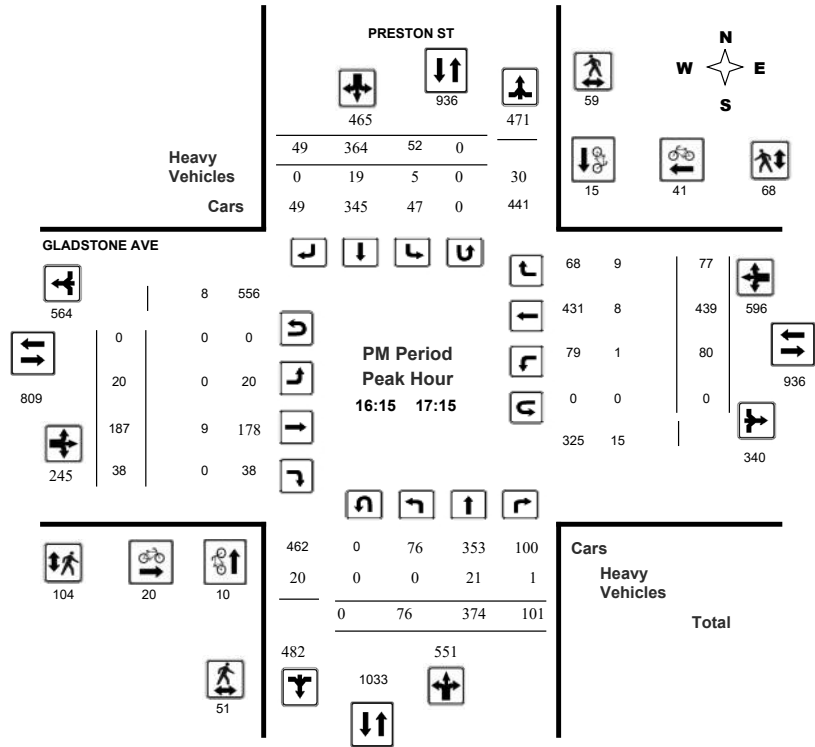 PRESTON ST
N
W E
S
936
465
471
59
49 364 52 0
Heavy
Vehicles
0 19 5 0 30
Cars
49 345 47 0 441
15 41 68
GLADSTONE AVE
564
8 556
0 0 0
809
20 0 20
187 9 178
245
38 0 38
PM Period
Peak Hour
16:15 17:15
68 9 77
431 8 439
596
79 1 80
936
0 0 0
325 15
340
104 20 10
51
462 0 76 353 100
Cars
20 0 0 21 1
Heavy
Vehicles
0 76 374 101
Total
482
551
1033